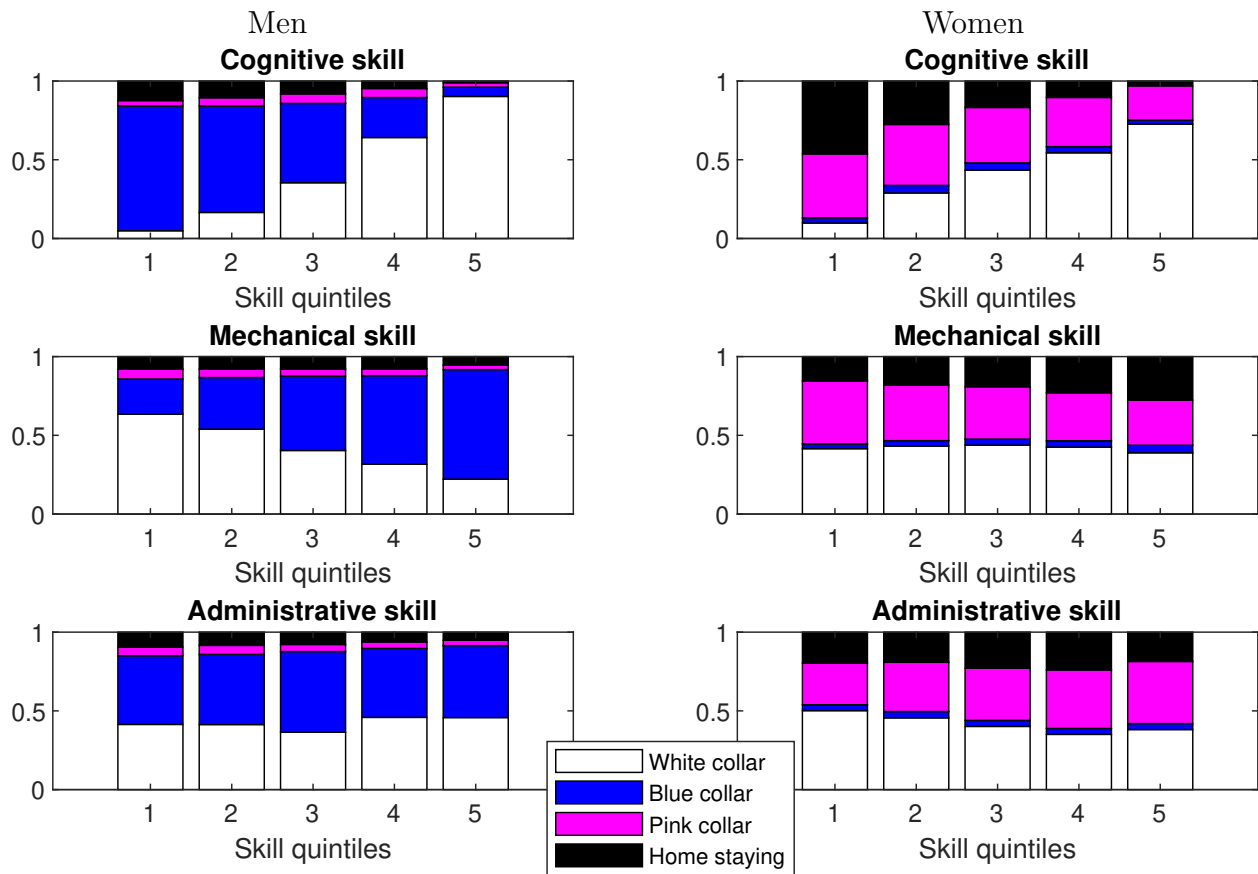 Men
Women
Cognitive skill
Cognitive skill
1
0.5
0
1
2
3
4
5
Skill quintiles
1
0.5
0
1
2
3
4
5
Skill quintiles
Mechanical skill
Mechanical skill
1
0.5
0
1
2
3
4
5
Skill quintiles
1
0.5
0
1
2
3
4
5
Skill quintiles
Administrative skill
Administrative skill
1
0.5
0
1
2
3
4
5
Skill quintiles
1
0.5
0
1
2
3
4
5
Skill quintiles
White collar
Blue collar
Pink collar
Home staying